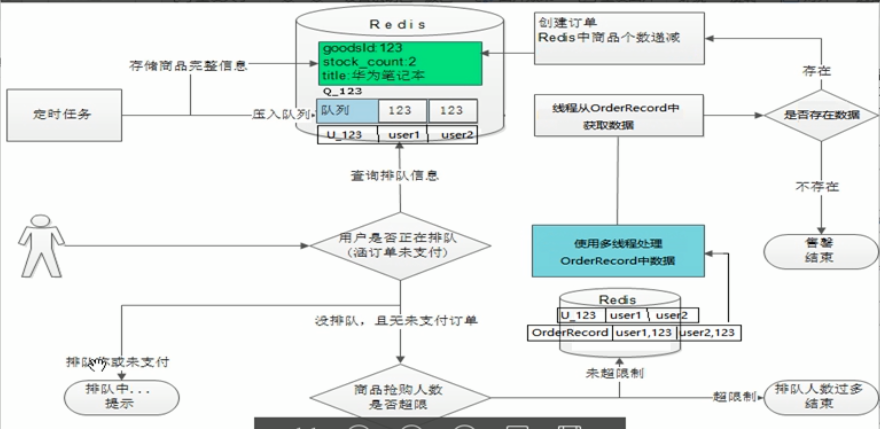 Redis
goodsId:123
stock_count:2
title:华为笔记本
Q_123
队列 123 123
U_123 user1 user2
创建订单
Redis中商品个数递减
存储商品完整信息
定时任务
压入队列
存在
线程从OrderRecord中
获取数据
是否存在数据
查询排队信息
不存在
用户是否正在排队
(涵订单未支付)
使用多线程处理
OrderRecord中数据
售罄
结束
没排队，且无未支付订单
Redis
U_123 user1 user2
OrderRecord user1,123 user2,123
或未支付
排队中...
提示
商品抢购人数
是否超限
未超限制
超限制
排队人数过多
结束